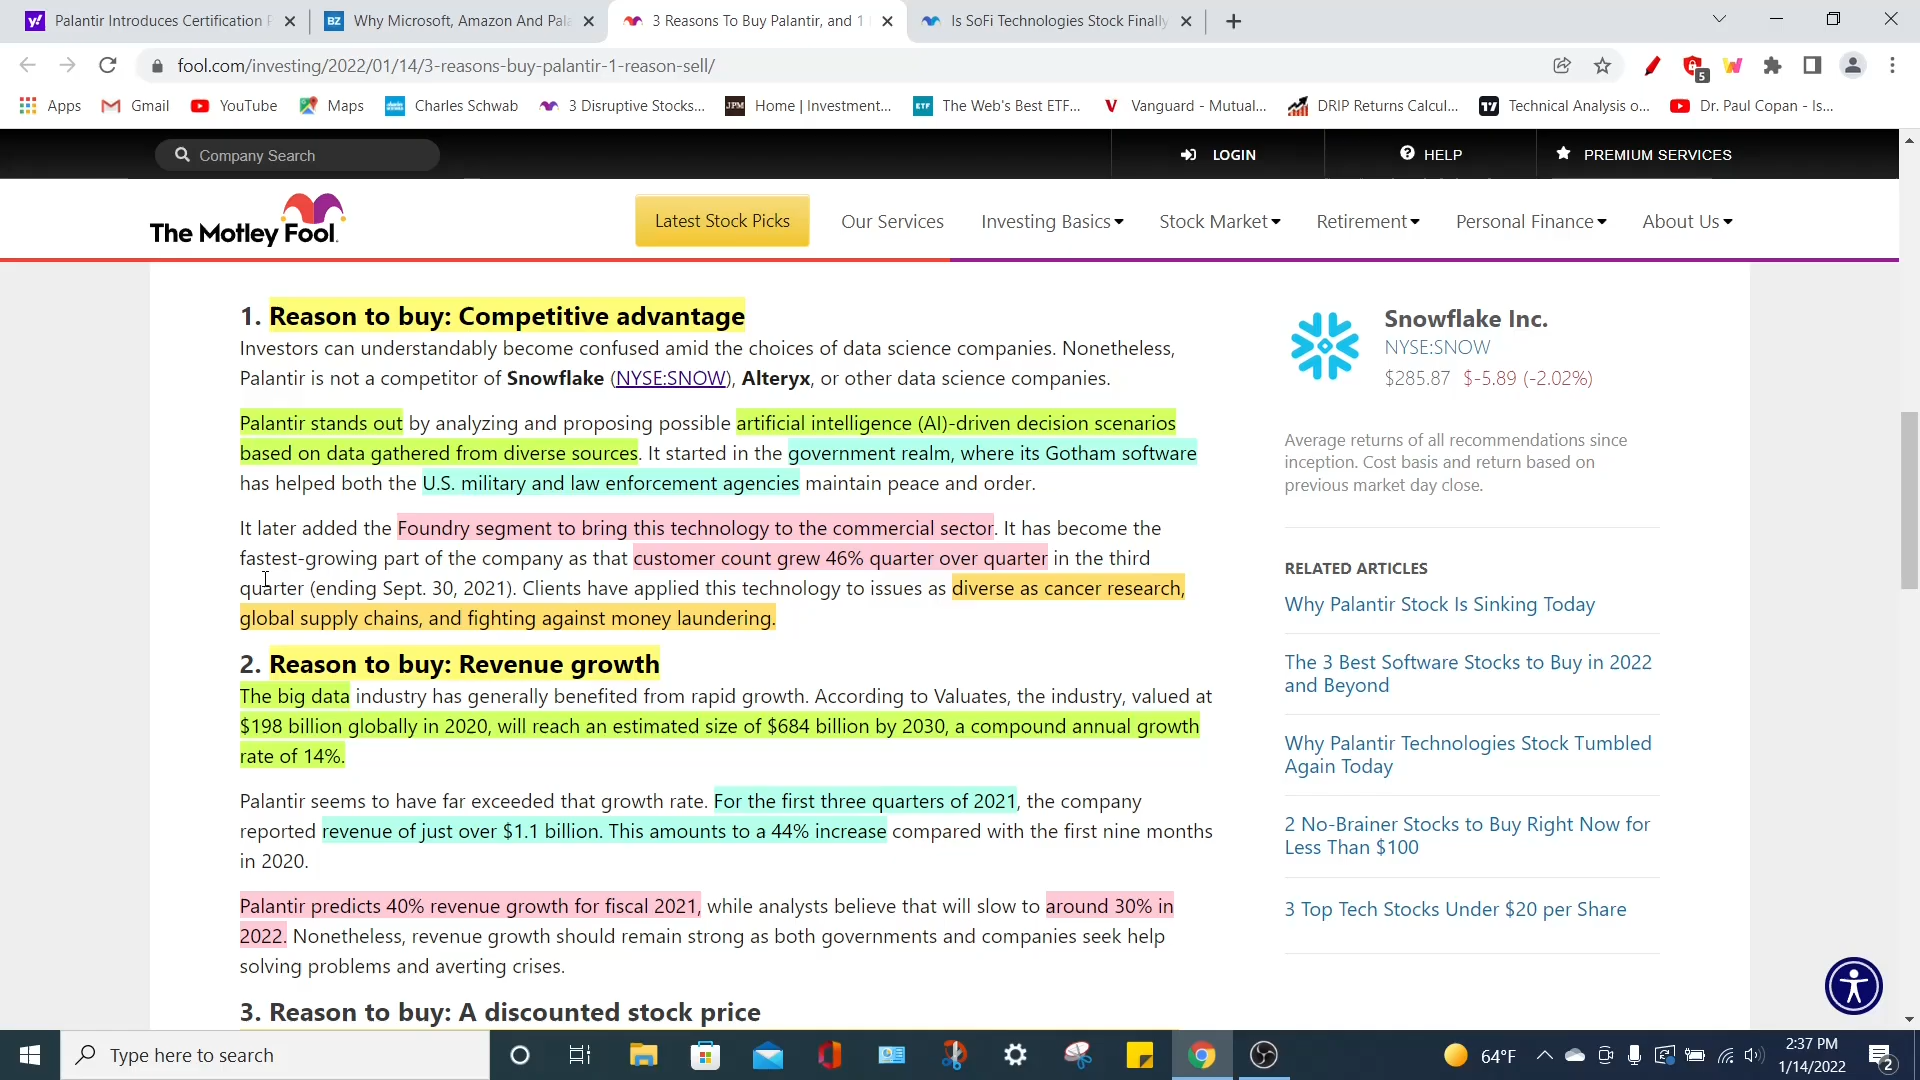 Palantir Introduces Certification P
Why Microsoft, Amazon And Pala
3 Reasons To Buy Palantir, and 1
Is SoFi Technologies Stock Finally
fool.com/investing/2022/01/14/3-reasons-buy-palantir-1-reason-sell/
5
Apps
Gmail
YouTube
Maps
Charles Schwab
3 Disruptive Stocks...
Home | Investment...
The Web's Best ETF...
Vanguard - Mutual...
DRIP Returns Calcul...
Technical Analysis o...
Dr. Paul Copan - Is...
Company Search
LOGIN
HELP
PREMIUM SERVICES
The Motley Fool.
Latest Stock Picks
Our Services
Investing Basics
Stock Market
Retirement
Personal Finance
About Us
1. Reason to buy: Competitive advantage
Investors can understandably become confused amid the choices of data science companies. Nonetheless,
Palantir is not a competitor of Snowflake (NYSE:SNOW), Alteryx, or other data science companies.
Palantir stands out by analyzing and proposing possible artificial intelligence (AI)-driven decision scenarios
based on data gathered from diverse sources. It started in the government realm, where its Gotham software
has helped both the U.S. military and law enforcement agencies maintain peace and order.
It later added the Foundry segment to bring this technology to the commercial sector. It has become the
fastest-growing part of the company as that customer count grew 46% quarter over quarter in the third
quarter (ending Sept. 30, 2021). Clients have applied this technology to issues as diverse as cancer research,
global supply chains, and fighting against money laundering.
2. Reason to buy: Revenue growth
The big data industry has generally benefited from rapid growth. According to Valuates, the industry, valued at
$198 billion globally in 2020, will reach an estimated size of $684 billion by 2030, a compound annual growth
rate of 14%.
Palantir seems to have far exceeded that growth rate. For the first three quarters of 2021, the company
reported revenue of just over $1.1 billion. This amounts to a 44% increase compared with the first nine months
in 2020.
Palantir predicts 40% revenue growth for fiscal 2021, while analysts believe that will slow to around 30% in
2022. Nonetheless, revenue growth should remain strong as both governments and companies seek help
solving problems and averting crises.
3. Reason to buy: A discounted stock price
Snowflake Inc.
NYSE:SNOW
$285.87 $-5.89 (-2.02%)
Average returns of all recommendations since
inception. Cost basis and return based on
previous market day close.
RELATED ARTICLES
Why Palantir Stock Is Sinking Today
The 3 Best Software Stocks to Buy in 2022
and Beyond
Why Palantir Technologies Stock Tumbled
Again Today
2 No-Brainer Stocks to Buy Right Now for
Less Than $100
3 Top Tech Stocks Under $20 per Share
Type here to search
64°F
2:37 PM
1/14/2022
2